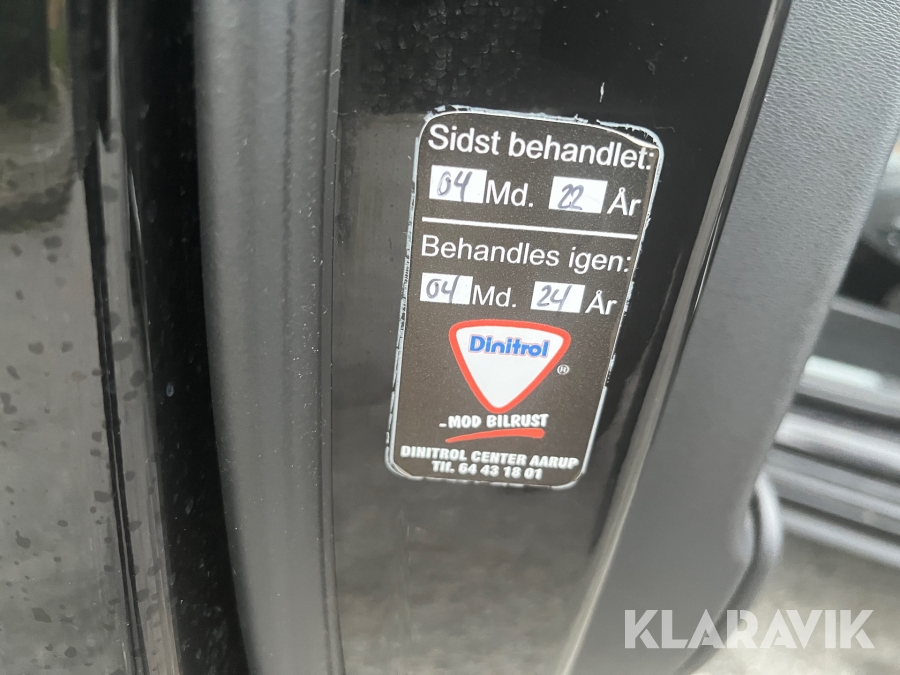 Sidst behandlet:
04 Md. 22 År
Behandles igen:
04 Md. 24 År
Dinitrol
®
-MOD BILRUST
DINITROL CENTER AARUP
Tlf. 64 43 18 01
KLARAVIK